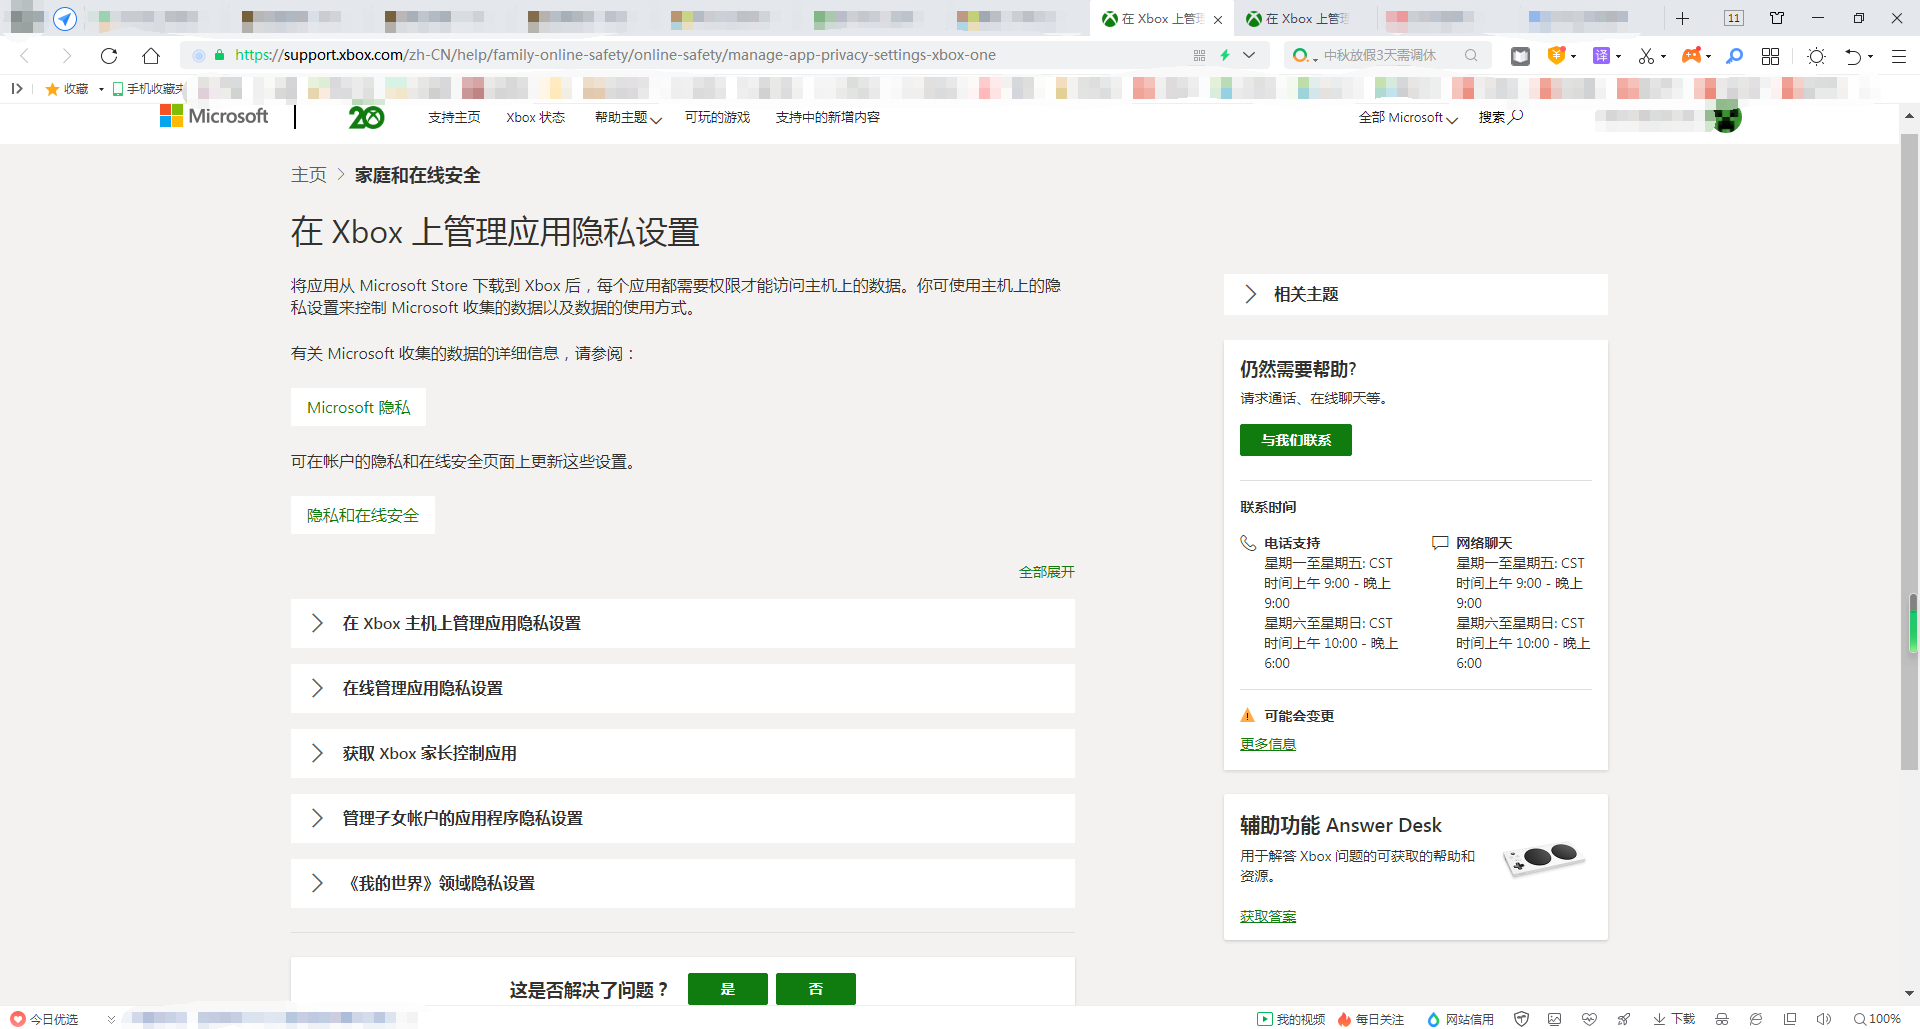 在 Xbox 上管理
在 Xbox 上管理
11
https://support.xbox.com/zh-CN/help/family-online-safety/online-safety/manage-app-privacy-settings-xbox-one
中秋放假3天需调休
译
收藏
手机收藏夹
Microsoft
20
支持主页
Xbox 状态
帮助主题
可玩的游戏
支持中的新增内容
全部 Microsoft
搜索
主页 > 家庭和在线安全
在 Xbox 上管理应用隐私设置
将应用从 Microsoft Store 下载到 Xbox 后，每个应用都需要权限才能访问主机上的数据。你可使用主机上的隐
私设置来控制 Microsoft 收集的数据以及数据的使用方式。
有关 Microsoft 收集的数据的详细信息，请参阅：
Microsoft 隐私
可在帐户的隐私和在线安全页面上更新这些设置。
隐私和在线安全
全部展开
在 Xbox 主机上管理应用隐私设置
在线管理应用隐私设置
获取 Xbox 家长控制应用
管理子女帐户的应用程序隐私设置
《我的世界》领域隐私设置
这是否解决了问题？
是
否
相关主题
仍然需要帮助?
请求通话、在线聊天等。
与我们联系
联系时间
电话支持
星期一至星期五: CST
时间上午 9:00 - 晚上
9:00
星期六至星期日: CST
时间上午 10:00 - 晚上
6:00
网络聊天
星期一至星期五: CST
时间上午 9:00 - 晚上
9:00
星期六至星期日: CST
时间上午 10:00 - 晚上
6:00
可能会变更
更多信息
辅助功能 Answer Desk
用于解答 Xbox 问题的可获取的帮助和
资源。
获取答案
今日优选
我的视频
每日关注
网站信用
下载
100%